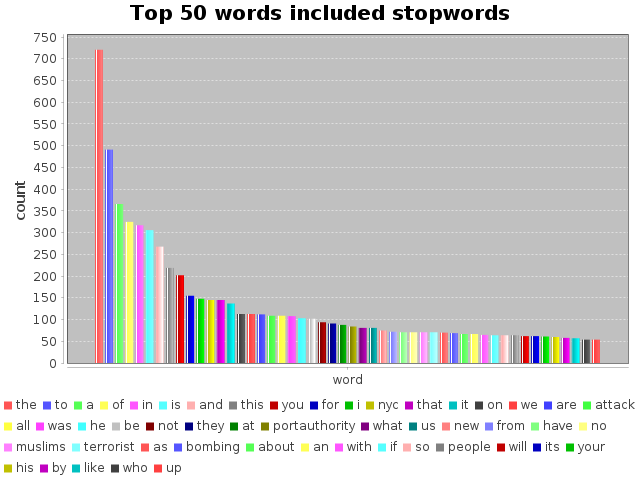 Top 50 words included stopwords
750
700
650
600
550
500
450
400
350
300
250
200
150
100
50
0
count
word
the to a of in is and this you for i nyc that it on we are attack
all was he be not they at portauthority what us new from have no
muslims terrorist as bombing about an with if so people will its your
his by like who up